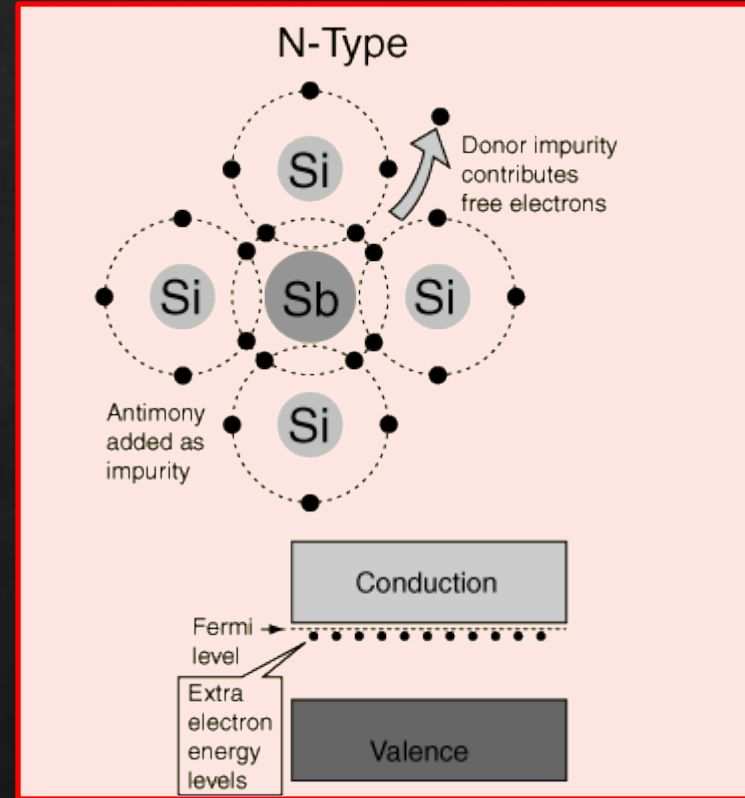 N-Type
Si
Donor impurity
contributes
free electrons
Si
Sb
Si
Antimony
added as
impurity
Si
Conduction
Fermi
level
Extra
electron
energy
levels
Valence